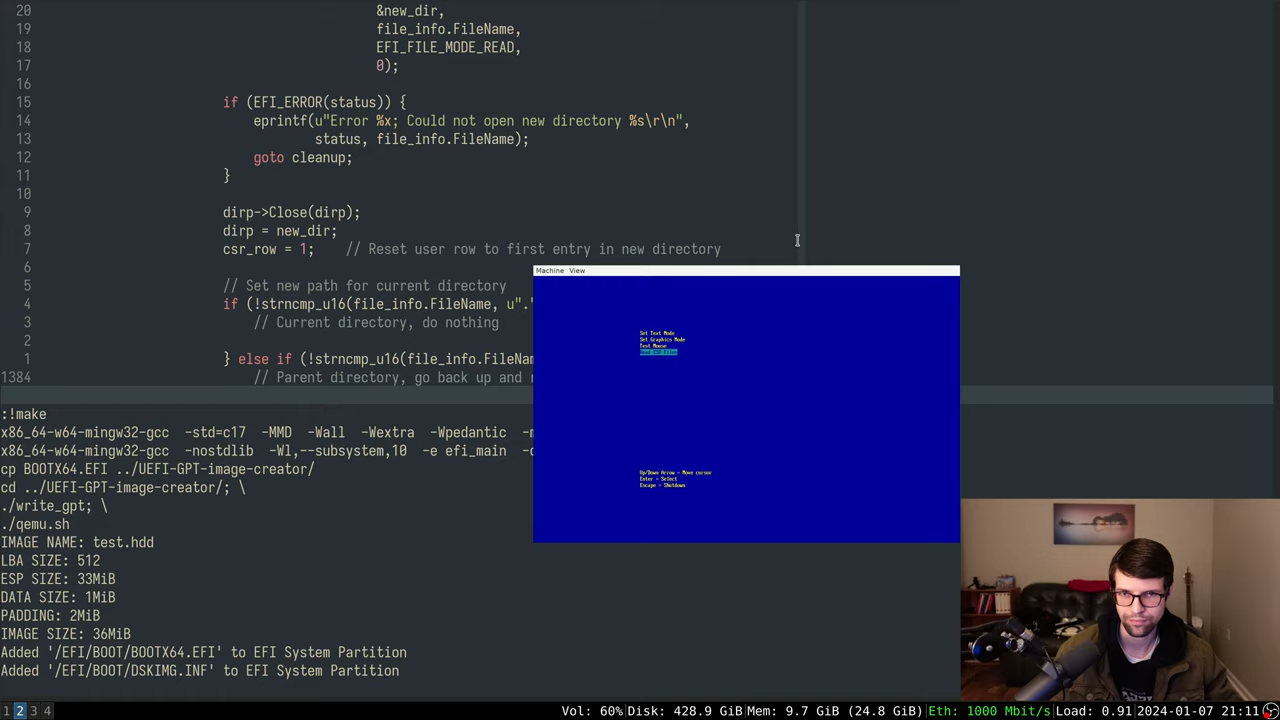 20 &new_dir,
19 file_info.FileName,
18 EFI_FILE_MODE_READ,
17 0);
16
15 if (EFI_ERROR(status)) {
14 eprintf(u"Error %x; Could not open new directory %s\r\n",
13 status, file_info.FileName);
12 goto cleanup;
11 }
10
9 dirp->Close(dirp);
8 dirp = new_dir;
7 csr_row = 1; // Reset user row to first entry in new directory
6
5 // Set new path for current directory
4 if (!strncmp_u16(file_info.FileName, u"."
3 // Current directory, do nothing
2
1 } else if (!strncmp_u16(file_info.FileNam
1384 // Parent directory, go back up and r
Machine View
Set Text Mode
Set Graphics Mode
Test Mouse
Read ESP Files
Up/Down Arrow = Move cursor
Enter = Select
Escape = Shutdown
:!make
x86_64-w64-mingw32-gcc -std=c17 -MMD -Wall -Wextra -Wpedantic
x86_64-w64-mingw32-gcc -nostdlib -Wl,--subsystem,10 -e efi_main
cp BOOTX64.EFI ../UEFI-GPT-image-creator/
cd ../UEFI-GPT-image-creator/; \
./write_gpt; \
./qemu.sh
IMAGE NAME: test.hdd
LBA SIZE: 512
ESP SIZE: 33MiB
DATA SIZE: 1MiB
PADDING: 2MiB
IMAGE SIZE: 36MiB
Added '/EFI/BOOT/BOOTX64.EFI' to EFI System Partition
Added '/EFI/BOOT/DSKIMG.INF' to EFI System Partition
1 2 3 4 Vol: 60%|Disk: 428.9 GiB|Mem: 9.7 GiB (24.8 GiB)|Eth: 1000 Mbit/s|Load: 0.91|2024-01-07 21:11